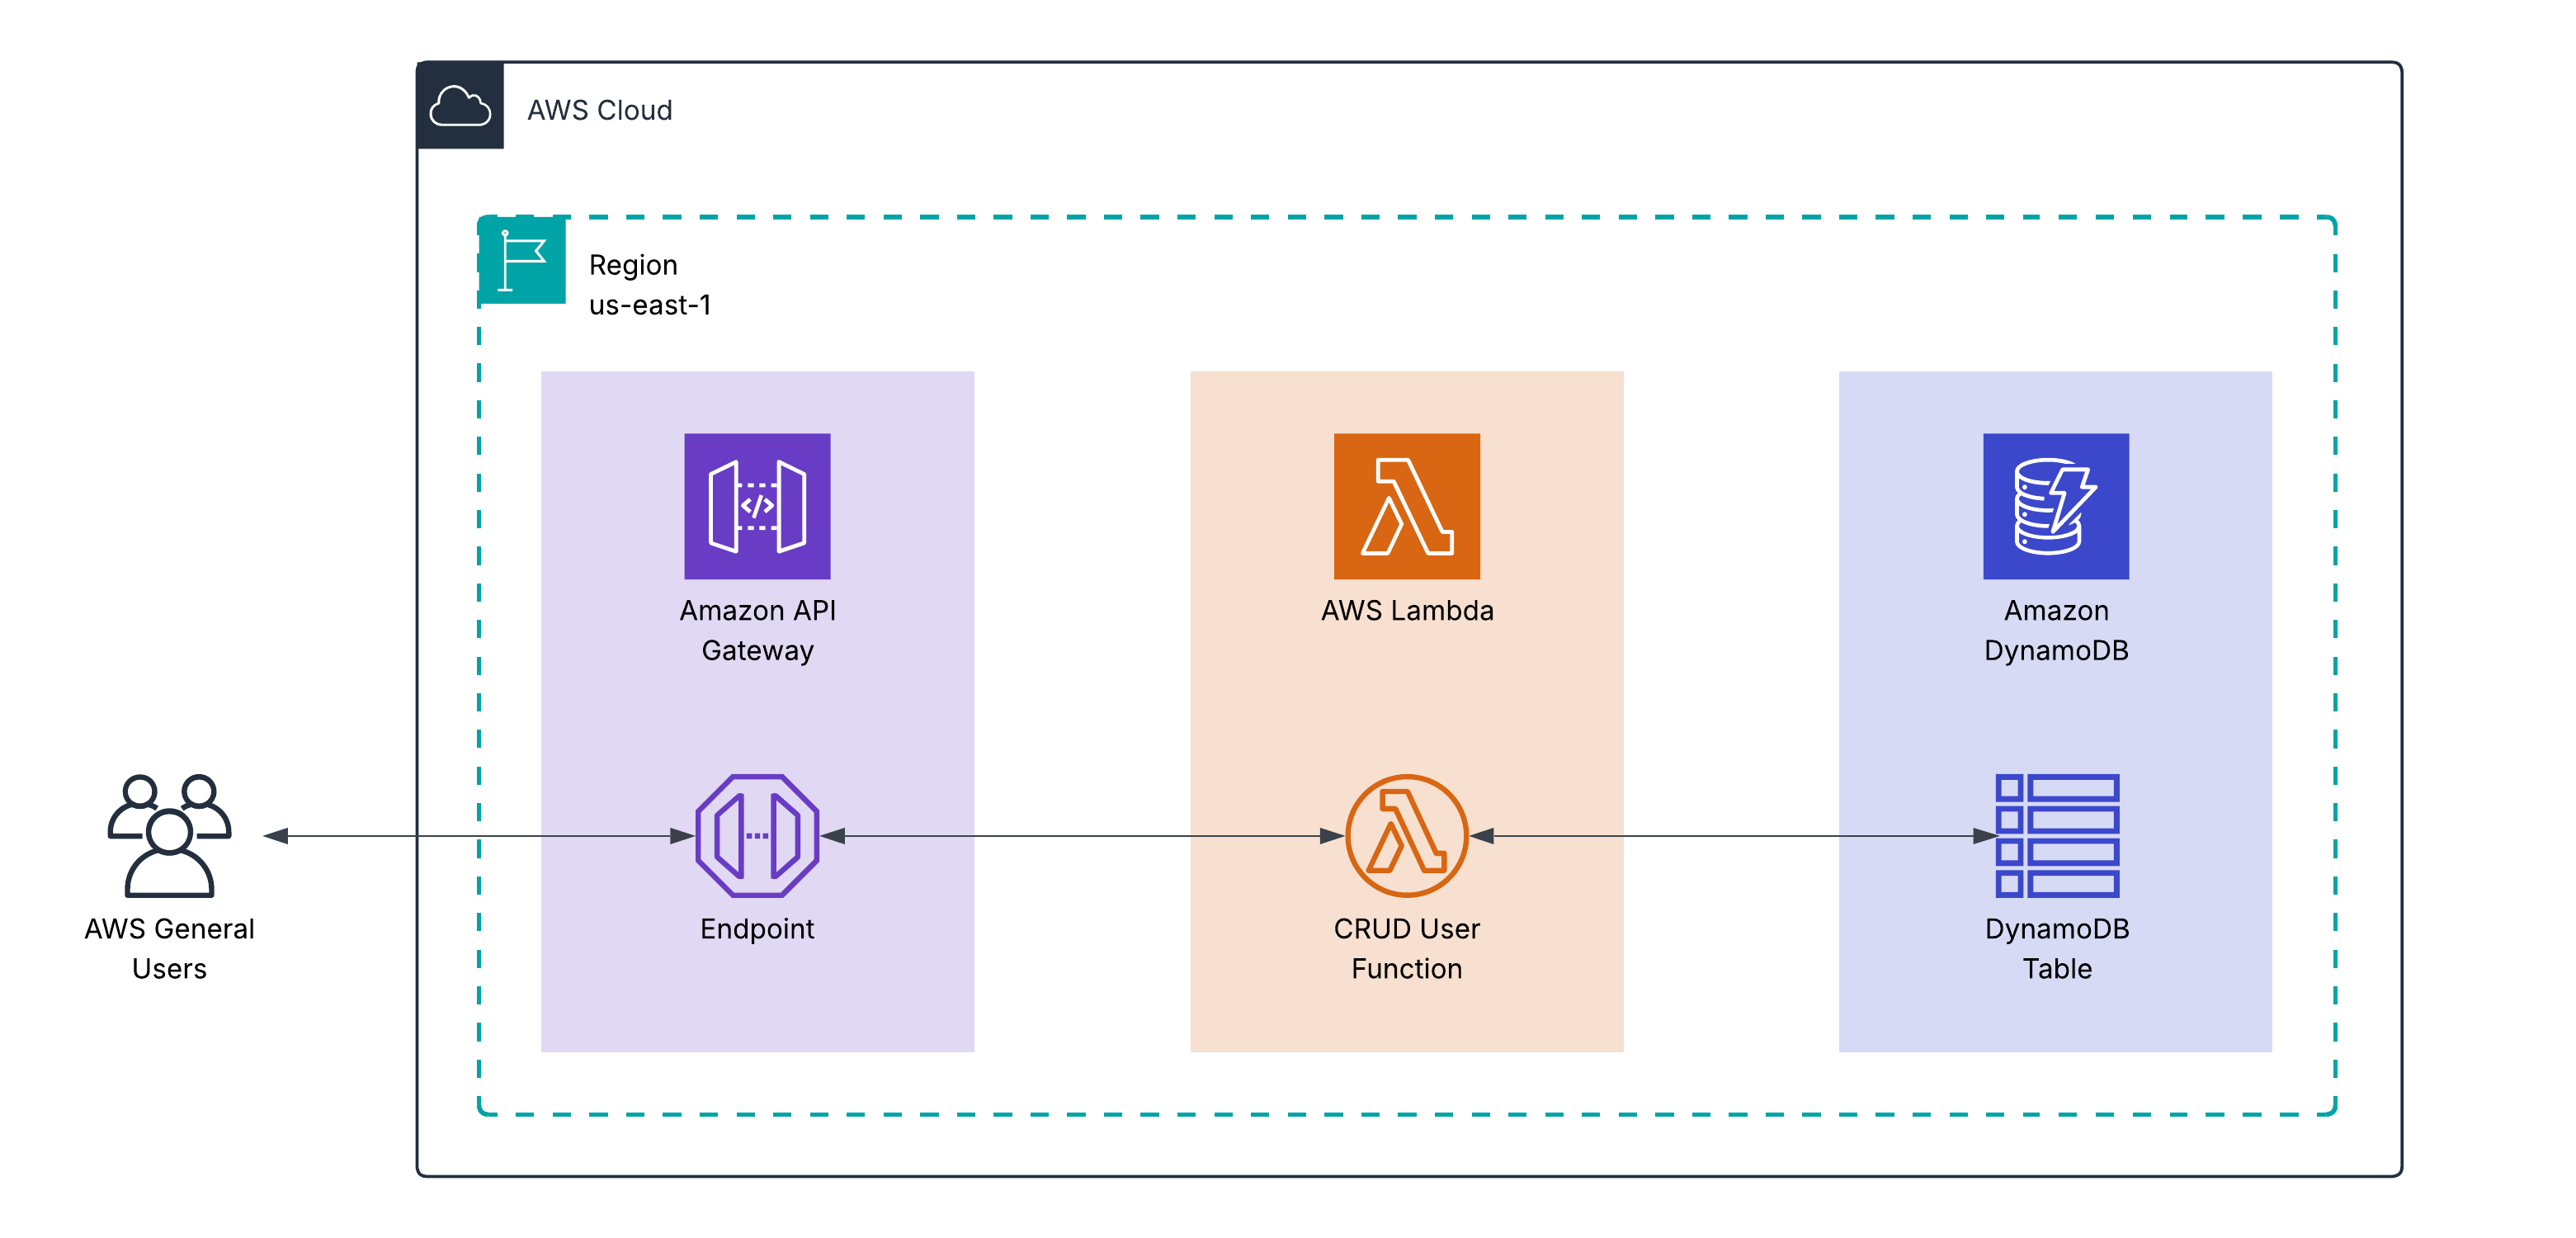 AWS Cloud
Region
us-east-1
Amazon API
Gateway
AWS Lambda
Amazon
DynamoDB
AWS General
Users
Endpoint
CRUD User
Function
DynamoDB
Table